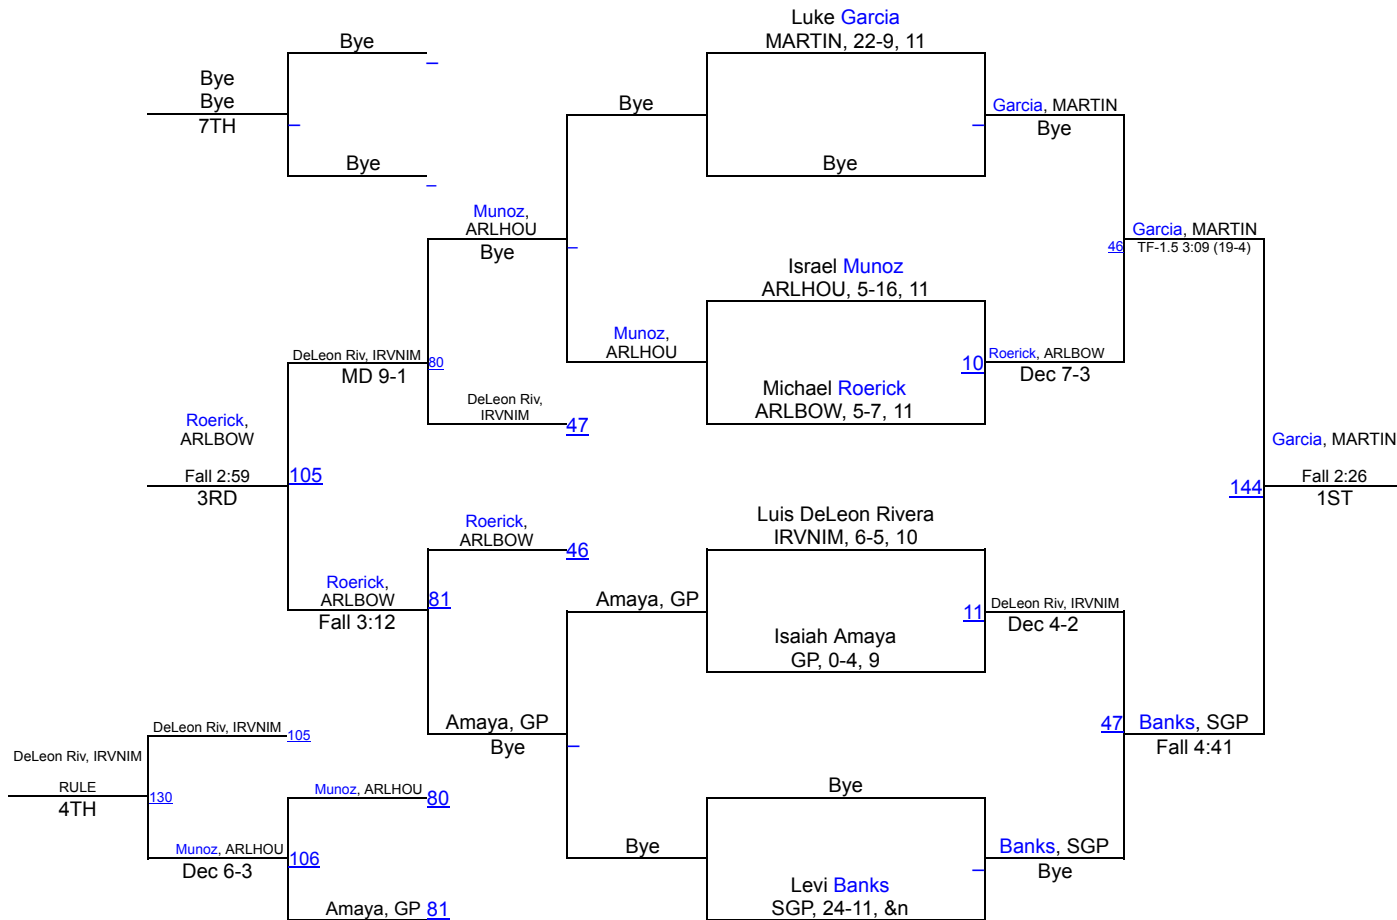 Luke Garcia
MARTIN, 22-9, 11
Bye
Bye
Bye
7TH
Bye
Bye
Bye
Garcia, MARTIN
Bye
Munoz,
ARLHOU
Bye
Garcia, MARTIN
46
TF-1.5 3:09 (19-4)
Israel Munoz
ARLHOU, 5-16, 11
Munoz,
ARLHOU
DeLeon Riv, IRVNIM
80
MD 9-1
10
Roerick, ARLBOW
Dec 7-3
Michael Roerick
ARLBOW, 5-7, 11
DeLeon Riv,
IRVNIM
47
Roerick,
ARLBOW
Fall 2:59
105
3RD
Garcia, MARTIN
144
Fall 2:26
1ST
Luis DeLeon Rivera
IRVNIM, 6-5, 10
Roerick,
ARLBOW
46
Roerick,
ARLBOW
81
Fall 3:12
Amaya, GP
11
DeLeon Riv, IRVNIM
Dec 4-2
Isaiah Amaya
GP, 0-4, 9
Amaya, GP
Bye
47
Banks, SGP
Fall 4:41
DeLeon Riv, IRVNIM
105
DeLeon Riv, IRVNIM
RULE
130
4TH
Munoz, ARLHOU
80
Bye
Munoz, ARLHOU
106
Dec 6-3
Bye
Banks, SGP
Bye
Levi Banks
SGP, 24-11, &n
Amaya, GP
81